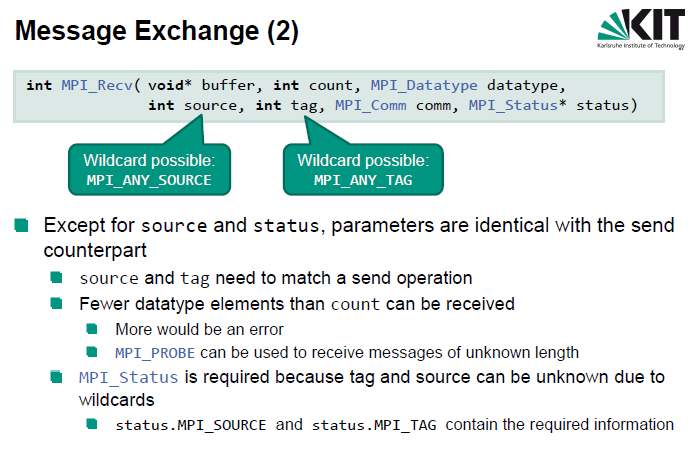 Message Exchange (2)
KIT
Karlsruhe Institute of Technology
int MPI_Recv( void* buffer, int count, MPI_Datatype datatype,
int source, int tag, MPI_Comm comm, MPI_Status* status)
Wildcard possible:
MPI_ANY_SOURCE
Wildcard possible:
MPI_ANY_TAG
Except for source and status, parameters are identical with the send
counterpart
source and tag need to match a send operation
Fewer datatype elements than count can be received
More would be an error
MPI_PROBE can be used to receive messages of unknown length
MPI_Status is required because tag and source can be unknown due to
wildcards
status.MPI_SOURCE and status.MPI_TAG contain the required information